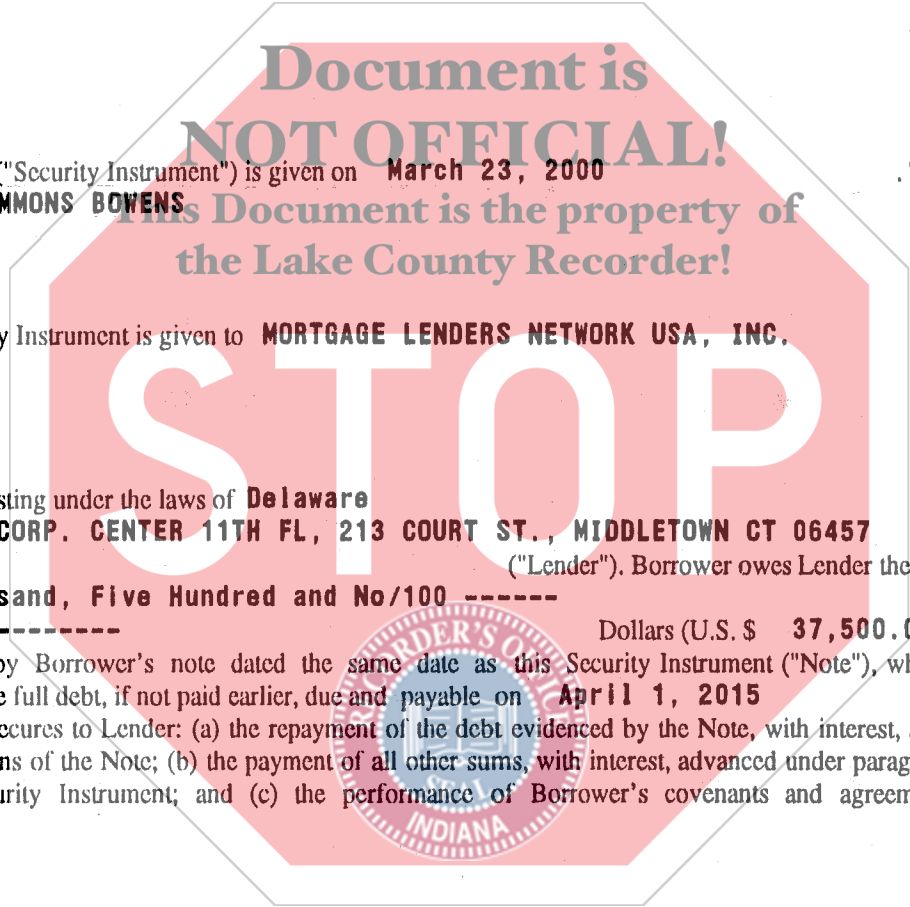 Document is
NOT OFFICIAL!
("Security Instrument") is given on March 23, 2000
MMONS BOWENS
This Document is the property of
the Lake County Recorder!
y Instrument is given to MORTGAGE LENDERS NETWORK USA, INC.
STOP
sting under the laws of Delaware
CORP. CENTER 11TH FL, 213 COURT ST., MIDDLETOWN CT 06457
("Lender"). Borrower owes Lender the
sand, Five Hundred and No/100 ------
-------- Dollars (U.S. $ 37,500.0
by Borrower's note dated the same date as this Security Instrument ("Note"), wh
e full debt, if not paid earlier, due and payable on April 1, 2015
ecures to Lender: (a) the repayment of the debt evidenced by the Note, with interest,
ns of the Note; (b) the payment of all other sums, with interest, advanced under parag
urity Instrument; and (c) the performance of Borrower's covenants and agreem
RECORDER'S OFFICE
SEAL
INDIANA